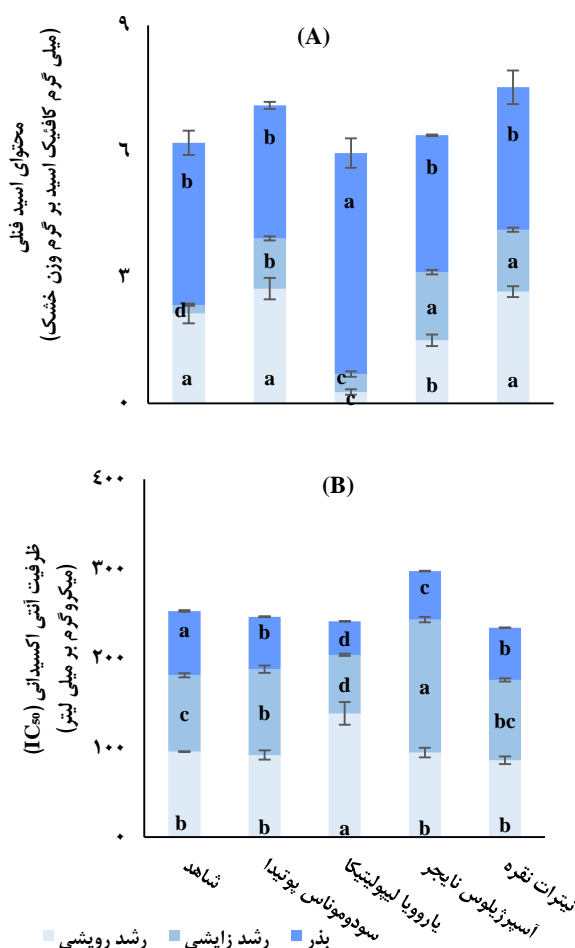 (A)
محتوای اسید فنلی
(میلی گرم کافئیک اسید بر گرم وزن خشک)
۹
۶
۳
۰
b b a b b
d b c a a
a a c b a
(B)
ظرفیت آنتی اکسیدانی (IC₅₀)
(میکروگرم بر میلی لیتر)
۴۰۰
۳۰۰
۲۰۰
۱۰۰
۰
a b d c b
c b d a bc
b b a b b
شاهد
سودوموناس پوتیدا
یاروویا لیپولیتیکا
آسپرژیلوس نایجر
نیترات نقره
رشد رویشی رشد زایشی بذر